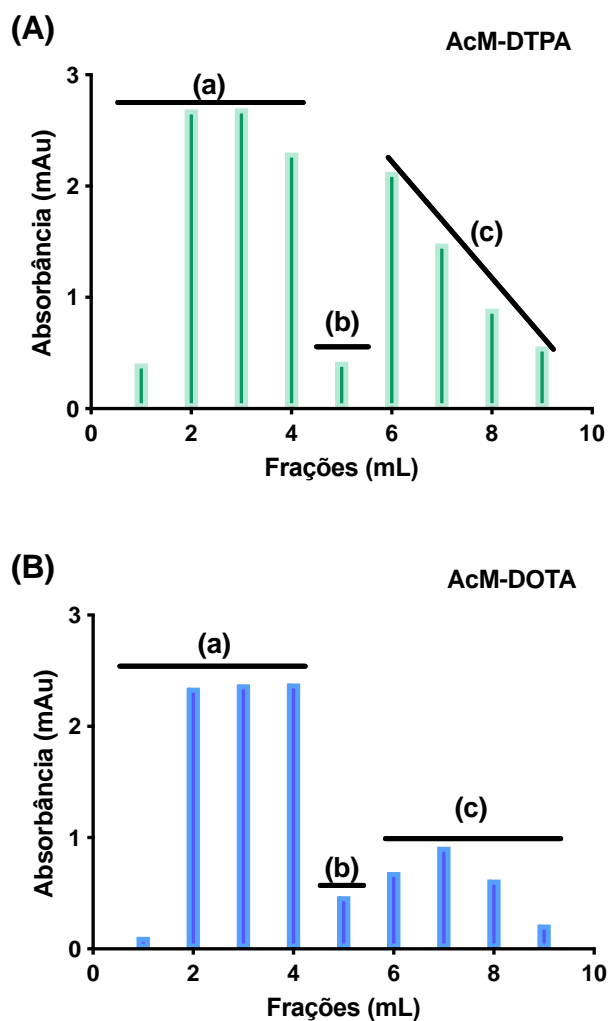 (A)
AcM-DTPA
(a)
(b)
(c)
Absorbância (mAu)
3
2
1
0
0 2 4 6 8 10
Frações (mL)
(B)
AcM-DOTA
(a)
(b)
(c)
Absorbância (mAu)
3
2
1
0
0 2 4 6 8 10
Frações (mL)